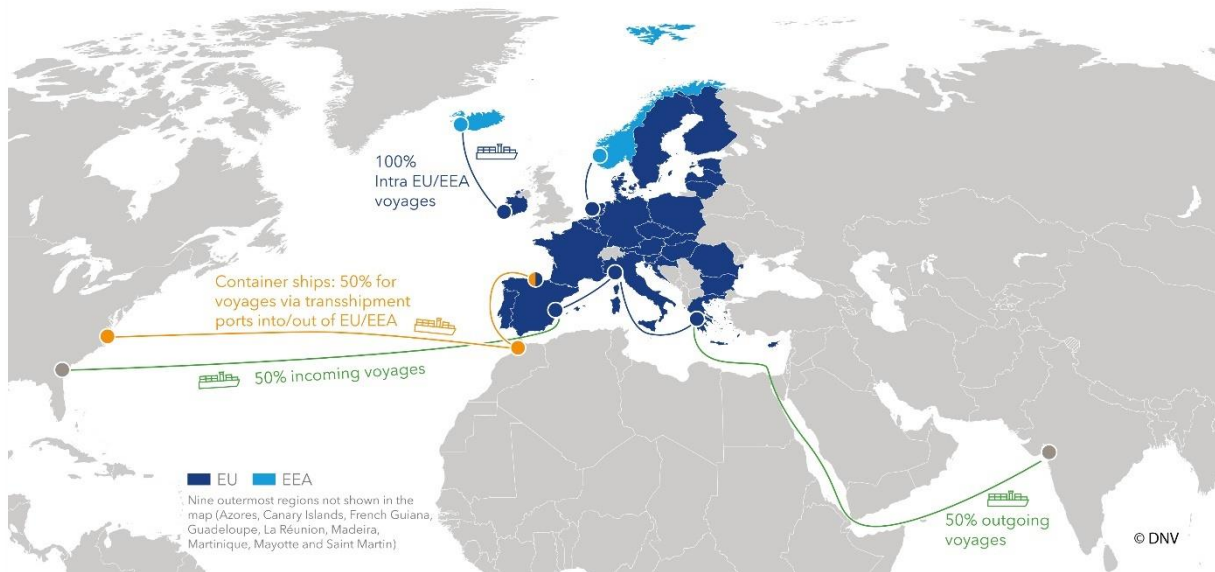 100%
Intra EU/EEA
voyages
Container ships: 50% for
voyages via transshipment
ports into/out of EU/EEA
50% incoming voyages
EU EEA
Nine outermost regions not shown in the
map (Azores, Canary Islands, French Guiana,
Guadeloupe, La Réunion, Madeira,
Martinique, Mayotte and Saint Martin)
50% outgoing
voyages
© DNV